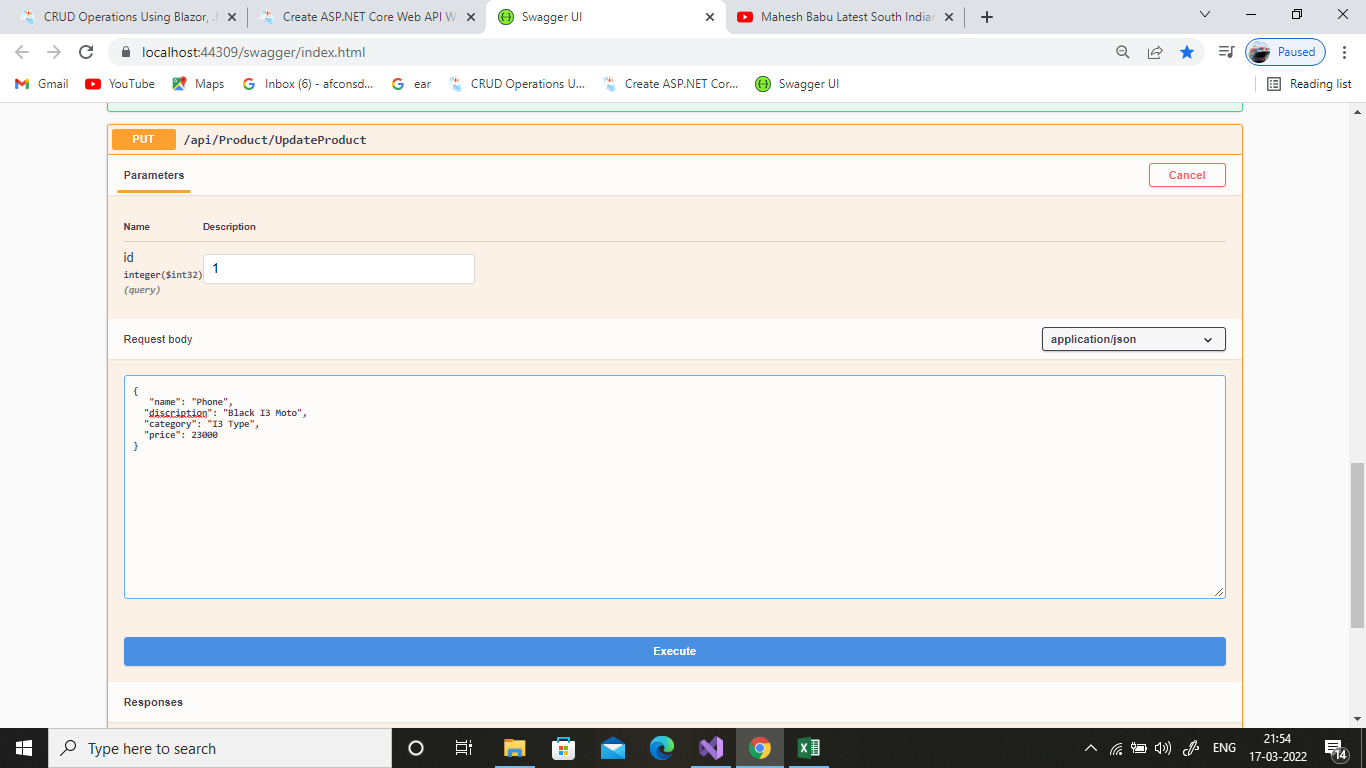 CRUD Operations Using Blazor, .N
Create ASP.NET Core Web API W
Swagger UI
Mahesh Babu Latest South Indian
localhost:44309/swagger/index.html
Paused
Gmail
YouTube
Maps
Inbox (6) - afconsd...
ear
CRUD Operations U...
Create ASP.NET Cor...
Swagger UI
Reading list
PUT /api/Product/UpdateProduct
Parameters
Cancel
Name Description
id
1
integer($int32)
(query)
Request body
application/json
{
"name": "Phone",
"discription": "Black I3 Moto",
"category": "I3 Type",
"price": 23000
}
Execute
Responses
Type here to search
ENG
21:54
17-03-2022
14